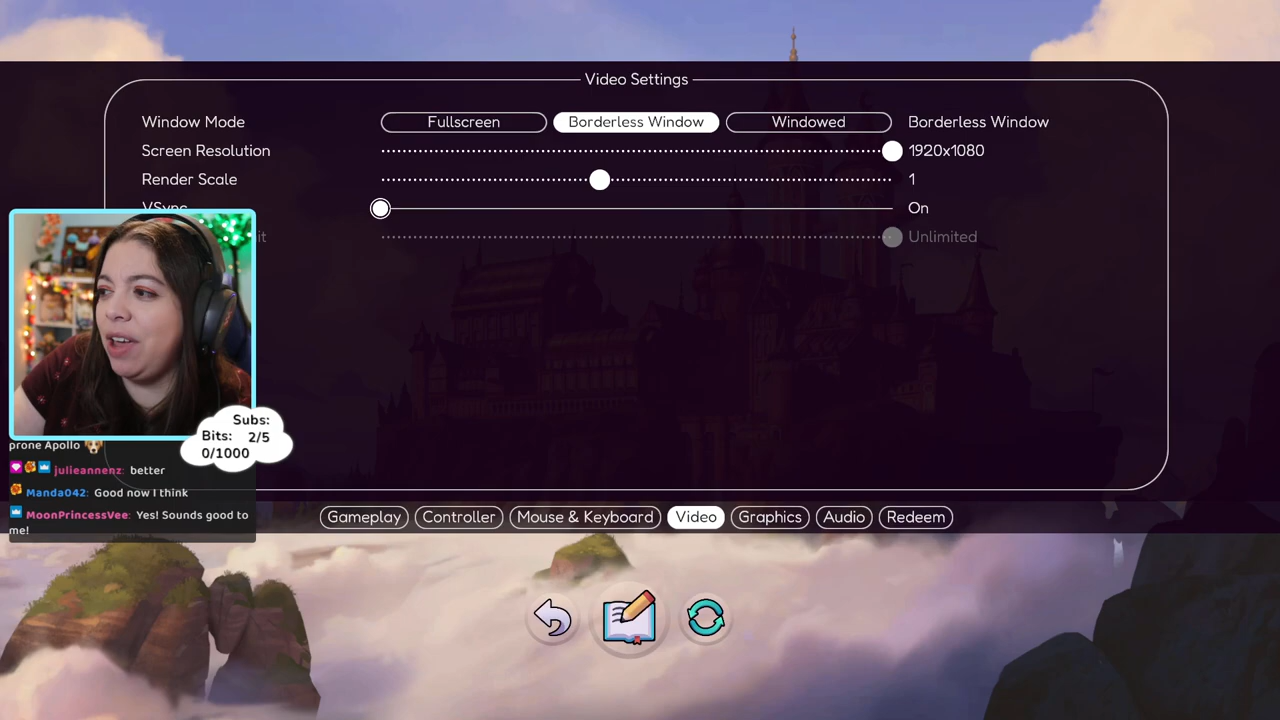 Video Settings
Window Mode Fullscreen Borderless Window Windowed Borderless Window
Screen Resolution 1920x1080
Render Scale 1
VSync On
it Unlimited
Subs:
Bits: 2/5
0/1000
prone Apollo
julieannenz: better
Manda042: Good now I think
MoonPrincessVee: Yes! Sounds good to
me!
Gameplay Controller Mouse & Keyboard Video Graphics Audio Redeem